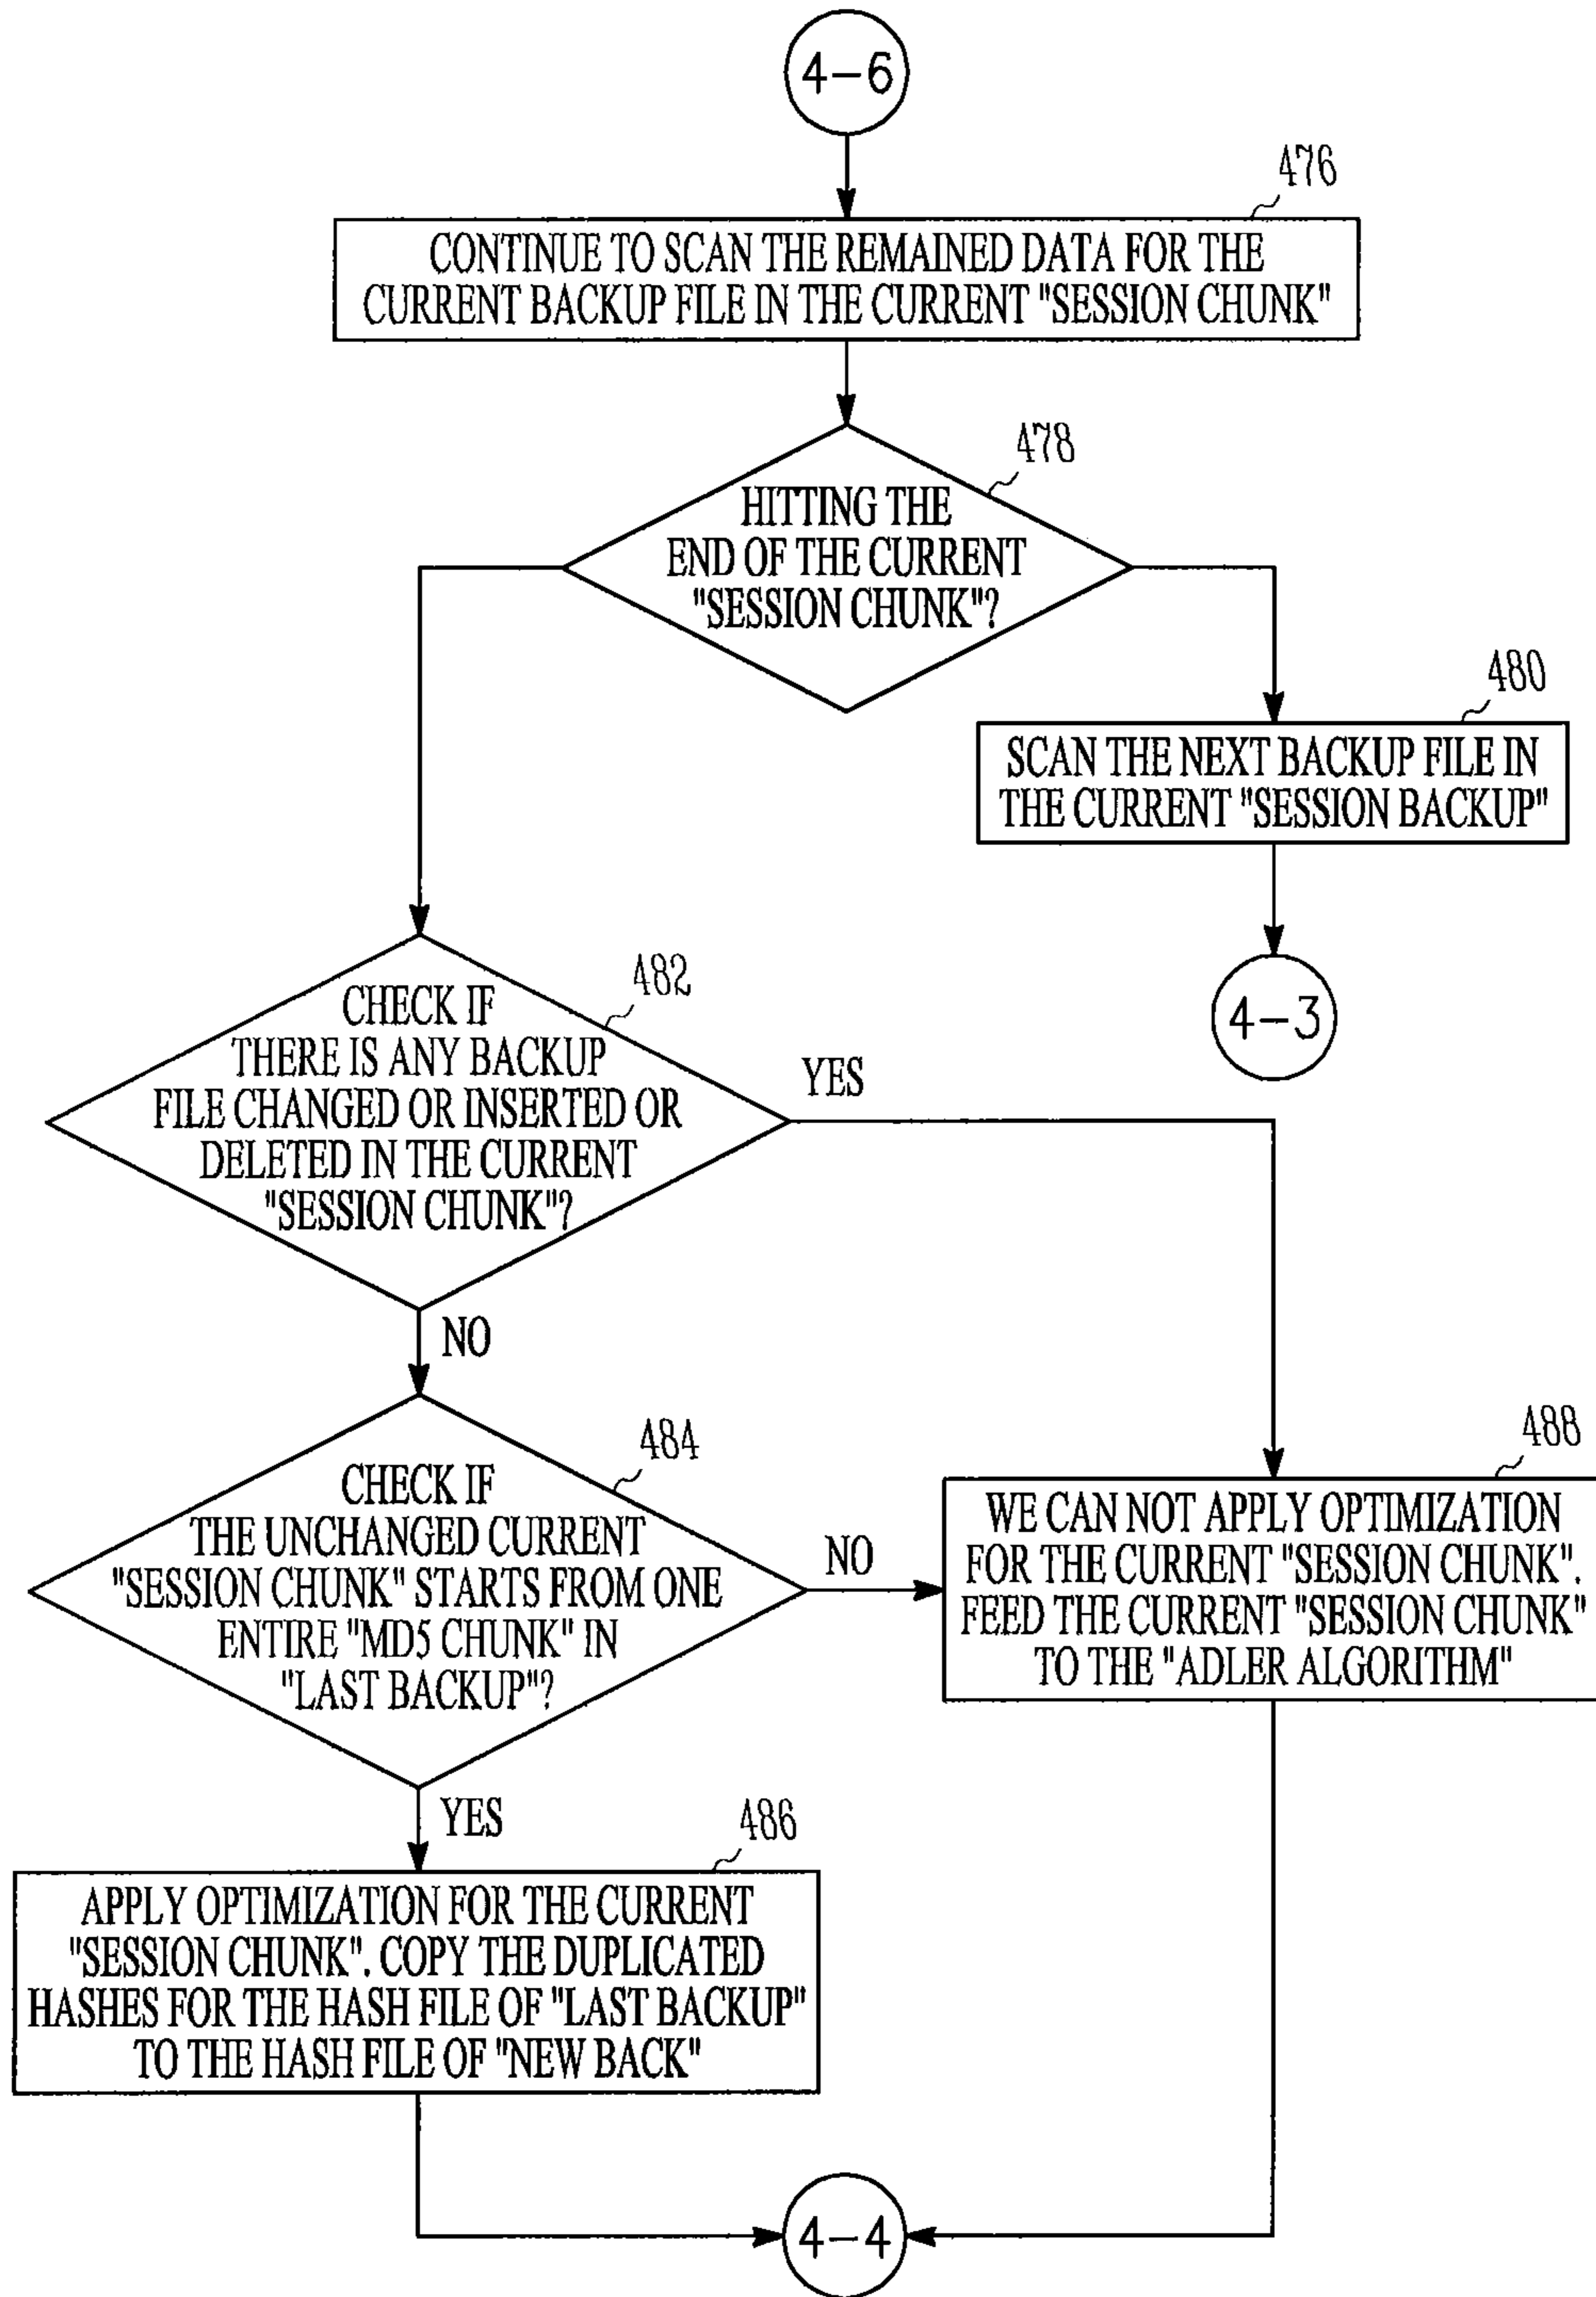 4-6
476
CONTINUE TO SCAN THE REMAINED DATA FOR THE
CURRENT BACKUP FILE IN THE CURRENT "SESSION CHUNK"
478
HITTING THE
END OF THE CURRENT
"SESSION CHUNK"?
480
SCAN THE NEXT BACKUP FILE IN
THE CURRENT "SESSION BACKUP"
4-3
482
CHECK IF
THERE IS ANY BACKUP
FILE CHANGED OR INSERTED OR
DELETED IN THE CURRENT
"SESSION CHUNK"?
YES
NO
484
CHECK IF
THE UNCHANGED CURRENT
"SESSION CHUNK" STARTS FROM ONE
ENTIRE "MD5 CHUNK" IN
"LAST BACKUP"?
NO
488
WE CAN NOT APPLY OPTIMIZATION
FOR THE CURRENT "SESSION CHUNK".
FEED THE CURRENT "SESSION CHUNK"
TO THE "ADLER ALGORITHM"
YES
486
APPLY OPTIMIZATION FOR THE CURRENT
"SESSION CHUNK". COPY THE DUPLICATED
HASHES FOR THE HASH FILE OF "LAST BACKUP"
TO THE HASH FILE OF "NEW BACK"
4-4